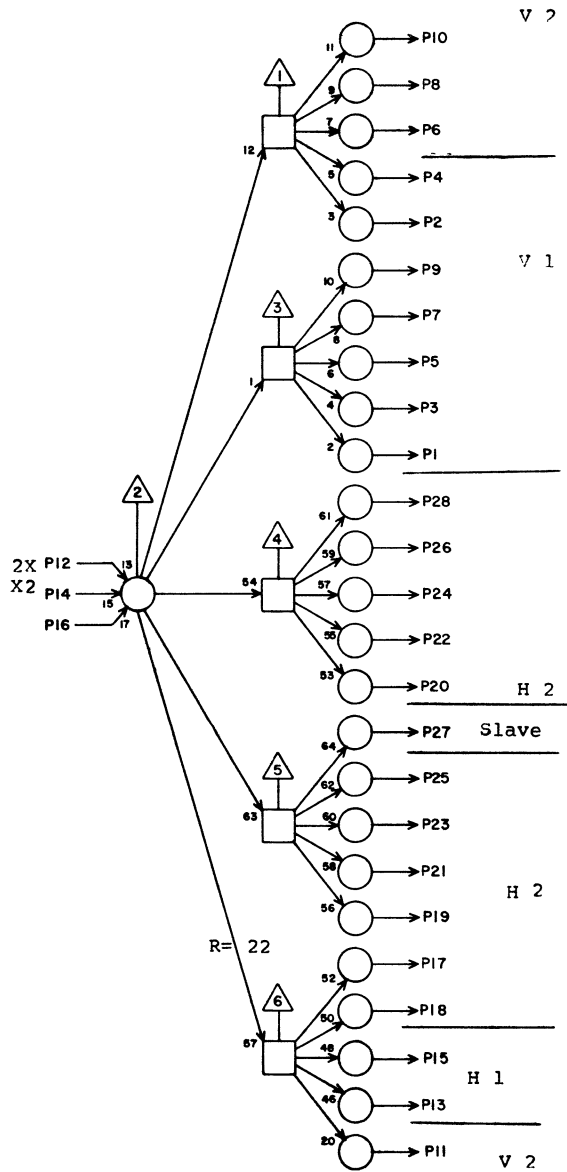 V 2
11 P10
1
9 P8
7 P6
12
5 P4
3 P2
V 1
10 P9
3
8 P7
6 P5
1
4 P3
2 P1
2
61 P28
4
59 P26
2X P12 13
54 57 P24
X2 P14 15
P16 17
55 P22
53 P20
H 2
64 P27 Slave
5
62 P25
63 60 P23
58 P21
H 2
56 P19
R= 22
52 P17
6
50 P18
57 48 P15
H 1
46 P13
20 P11
V 2